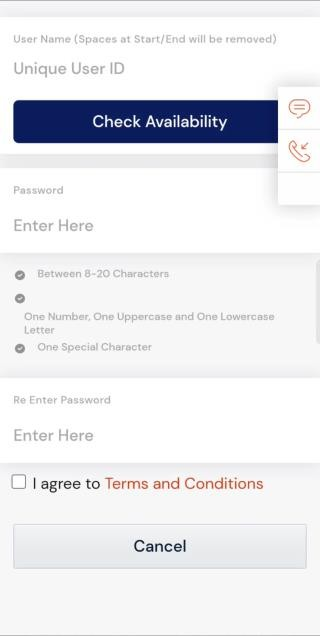 User Name (Spaces at Start/End will be removed)
Unique User ID
Check Availability
Password
Enter Here
Between 8-20 Characters
One Number, One Uppercase and One Lowercase
Letter
One Special Character
Re Enter Password
Enter Here
I agree to Terms and Conditions
Cancel